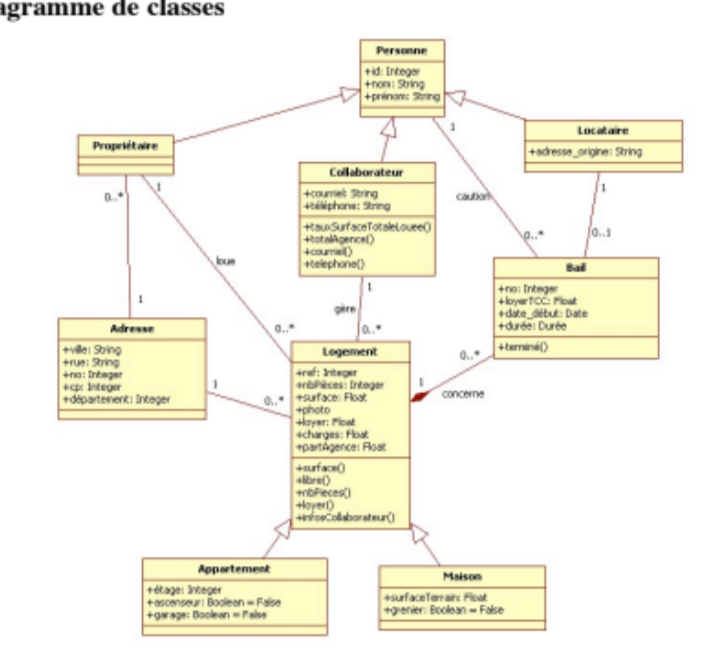 agramme de classes
Personne
+id: Integer
+nom: String
+prénom: String
Propriétaire
Locataire
+adresse_origine: String
Collaborateur
+courriel: String
+téléphone: String
+tauxSurfaceTotaleLouee()
+totalAgence()
+courriel()
+telephone()
1
caution
0..*
1
0..1
0..*
1
1
loue
0..*
Bail
+no: Integer
+loyerTCC: Float
+date_début: Date
+durée: Durée
+terminé()
1
gère
0..*
Adresse
+ville: String
+rue: String
+no: Integer
+cp: Integer
+département: Integer
1
0..*
Logement
+ref: Integer
+nbPièces: Integer
+surface: Float
+photo
+loyer: Float
+charges: Float
+partAgence: Float
+surface()
+libre()
+nbPieces()
+loyer()
+infosCollaborateur()
0..*
1
concerne
Appartement
+étage: Integer
+ascenseur: Boolean = False
+garage: Boolean = False
Maison
+surfaceTerrain: Float
+grenier: Boolean = False